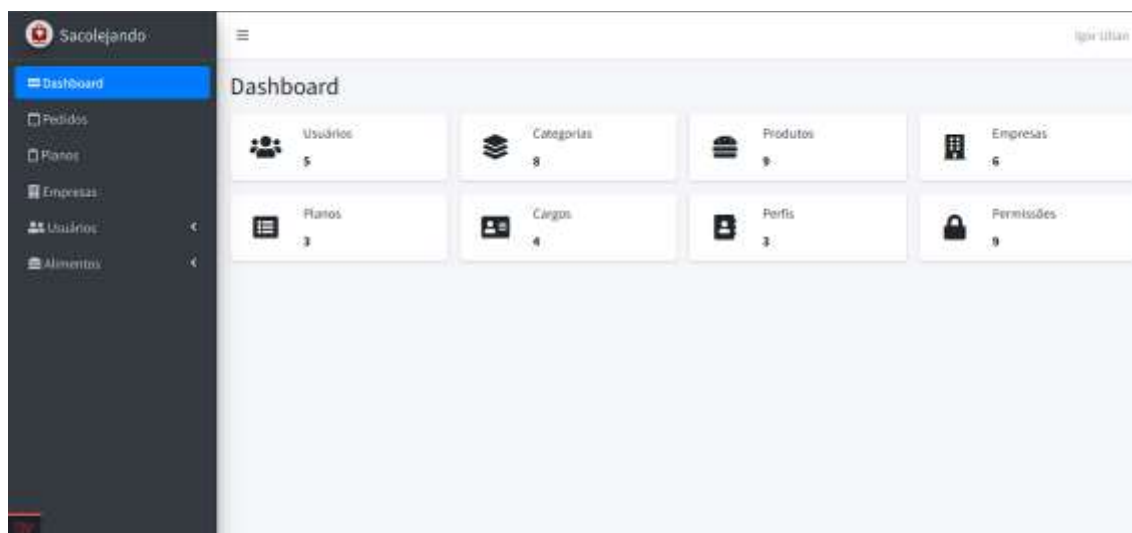 Sacolejando
Dashboard
Pedidos
Planos
Empresas
Usuários
Alimentos
Igor
Dashboard
Usuários
5
Categorias
8
Produtos
9
Empresas
6
Planos
3
Cargos
4
Perfis
3
Permissões
9